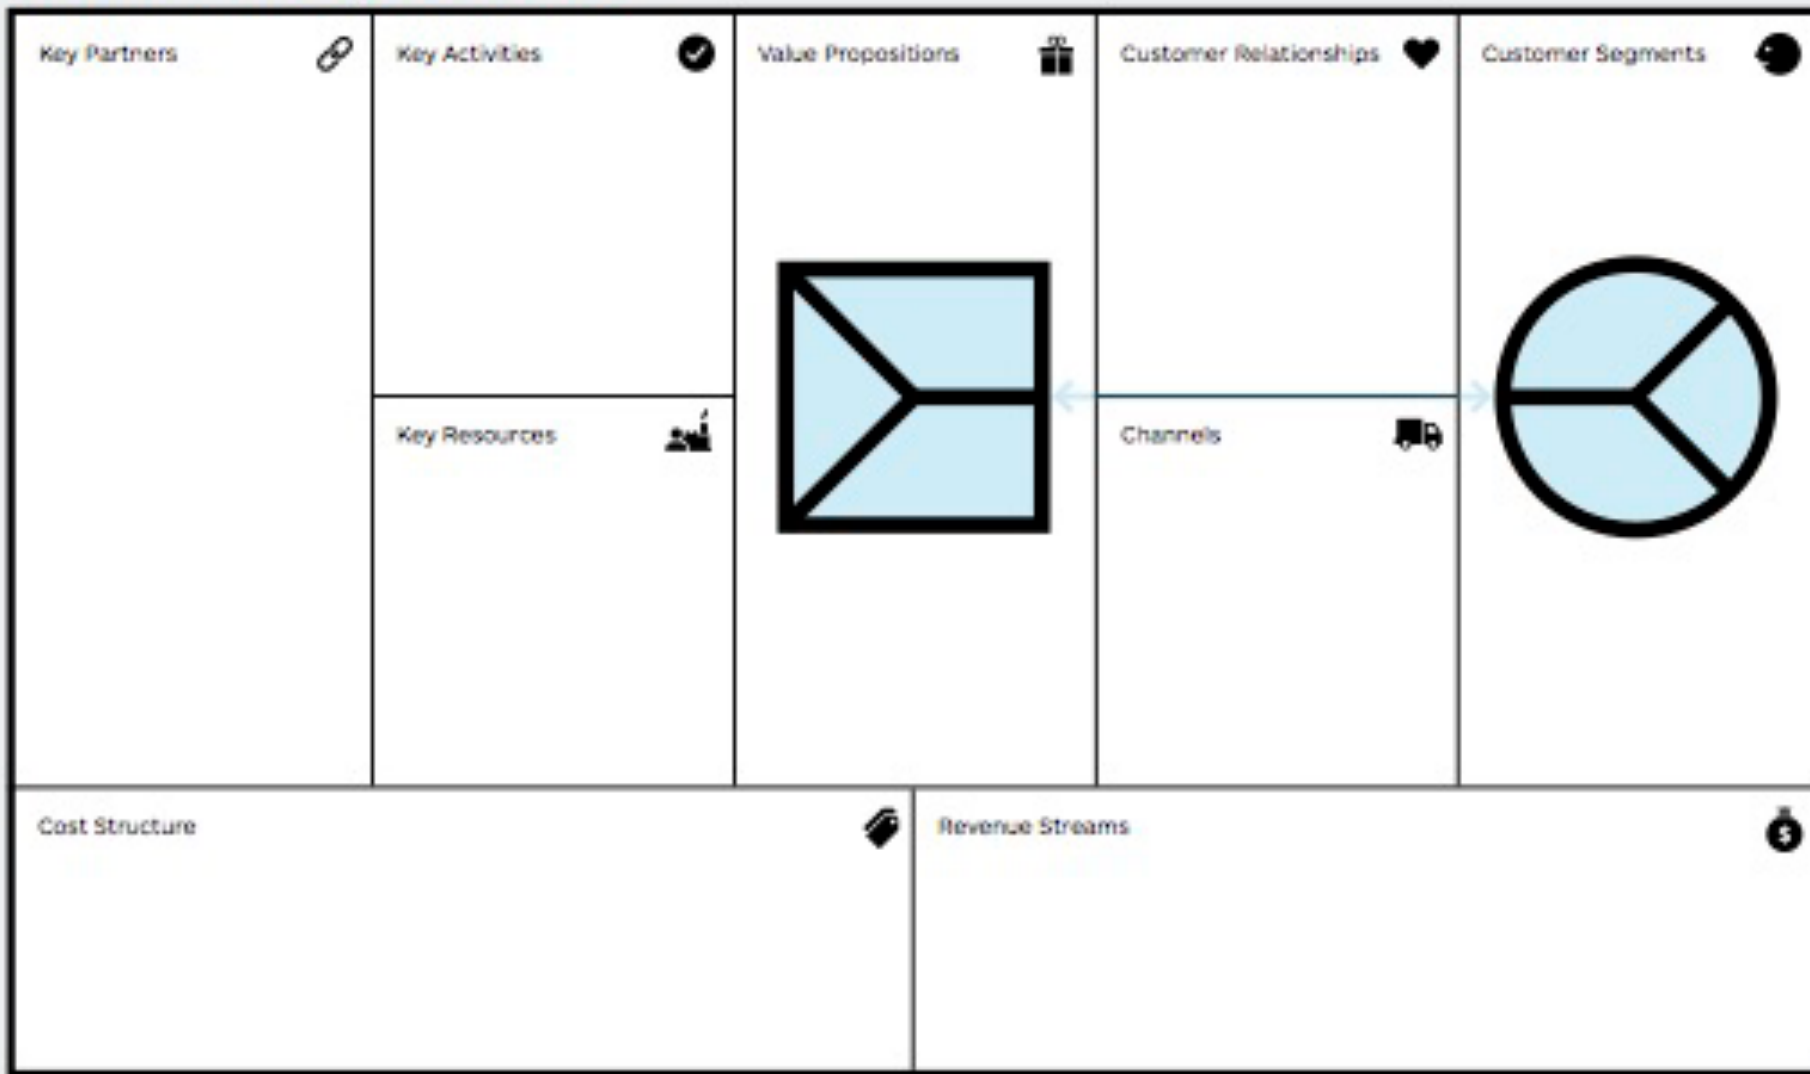 Key Partners
Key Activities
Value Propositions
Customer Relationships
Customer Segments
Key Resources
Channels
Cost Structure
Revenue Streams
$